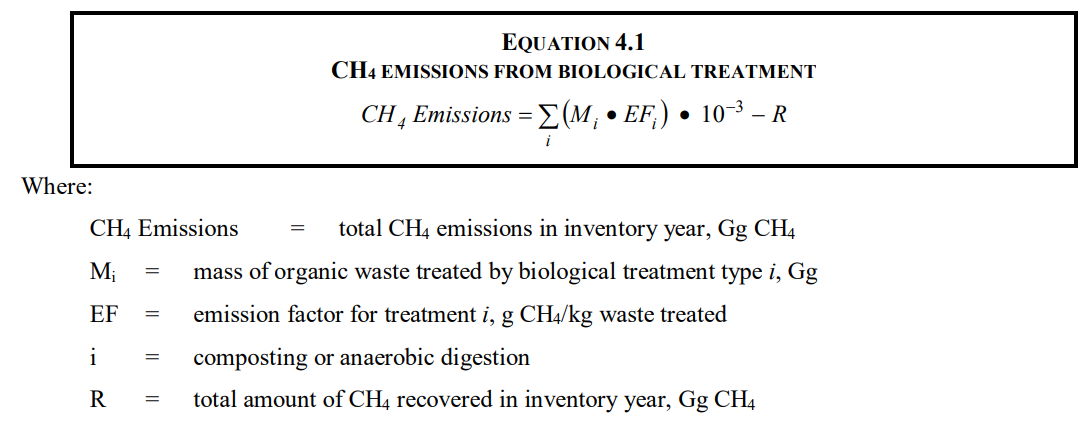 EQUATION 4.1
CH₄ EMISSIONS FROM BIOLOGICAL TREATMENT
CH₄ Emissions = ∑ᵢ (Mᵢ • EFᵢ) • 10⁻³ – R
Where:
CH₄ Emissions = total CH₄ emissions in inventory year, Gg CH₄
Mᵢ = mass of organic waste treated by biological treatment type i, Gg
EF = emission factor for treatment i, g CH₄/kg waste treated
i = composting or anaerobic digestion
R = total amount of CH₄ recovered in inventory year, Gg CH₄